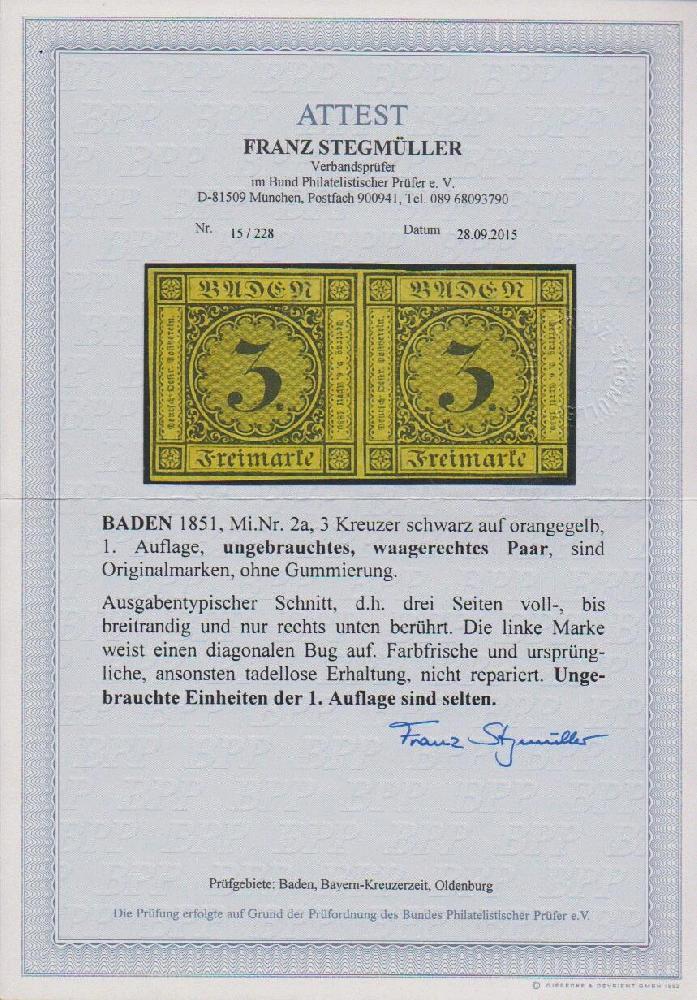 ATTEST
FRANZ STEGMÜLLER
Verbandsprüfer
im Bund Philatelistischer Prüfer e. V.
D-81509 München, Postfach 900941, Tel. 089 68093790
Nr. 15 / 228 Datum 28.09.2015
BADEN BADEN
3. 3.
Freimarke Freimarke
BADEN 1851, Mi.Nr. 2a, 3 Kreuzer schwarz auf orangegelb,
1. Auflage, ungebrauchtes, waagerechtes Paar, sind
Originalmarken, ohne Gummierung.
Ausgabentypischer Schnitt, d.h. drei Seiten voll-, bis
breitrandig und nur rechts unten berührt. Die linke Marke
weist einen diagonalen Bug auf. Farbfrische und ursprüng-
liche, ansonsten tadellose Erhaltung, nicht repariert. Unge-
brauchte Einheiten der 1. Auflage sind selten.
Franz Stegmüller
Prüfgebiete: Baden, Bayern-Kreuzerzeit, Oldenburg
Die Prüfung erfolgte auf Grund der Prüfordnung des Bundes Philatelistischer Prüfer e.V.
© GIESECKE & DEVRIENT GMBH 1992